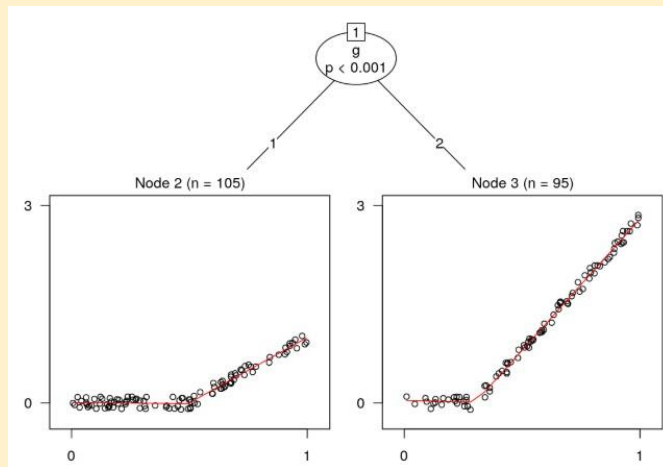 1
g
p < 0.001
1
2
Node 2 (n = 105)
Node 3 (n = 95)
3
0
0
1
3
0
0
1